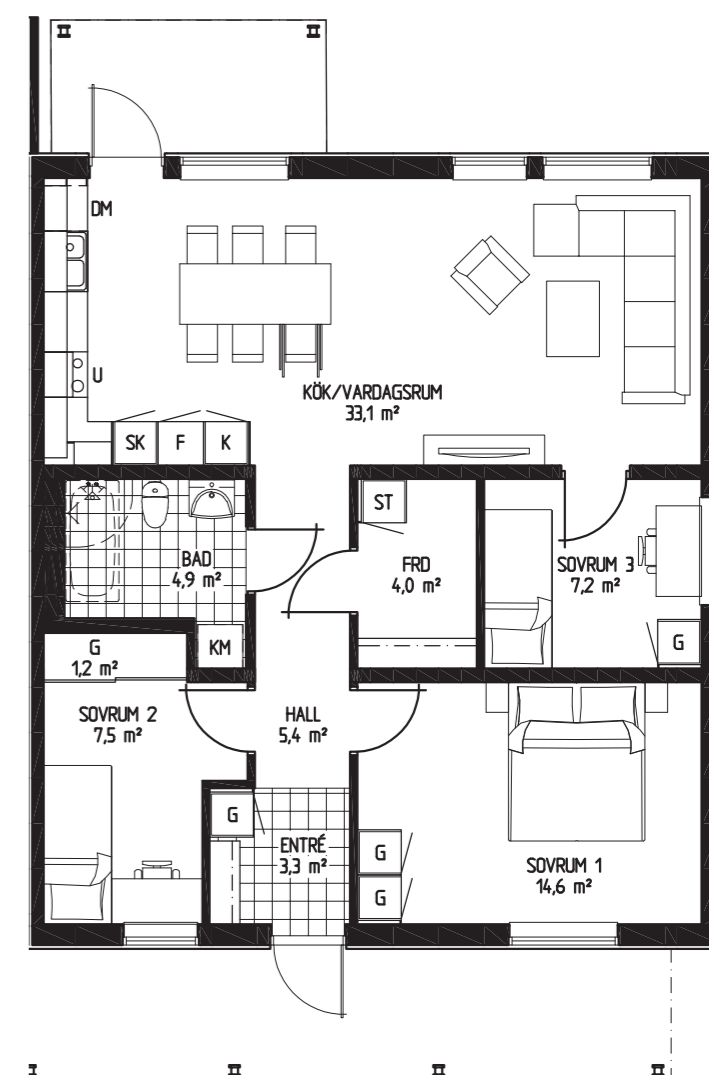 DM
U
KÖK/VARDAGSRUM
33,1 m²
SK F K
ST
BAD
4,9 m²
FRD
4,0 m²
SOVRUM 3
7,2 m²
G
KM
G
1,2 m²
SOVRUM 2
7,5 m²
HALL
5,4 m²
G
ENTRÉ
3,3 m²
G
G
SOVRUM 1
14,6 m²